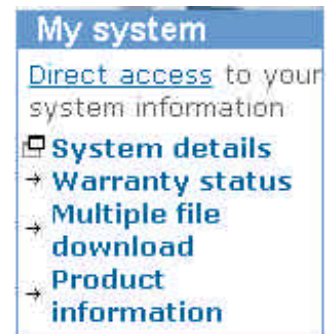 My system
Direct access to your
system information
System details
Warranty status
Multiple file
download
Product
information